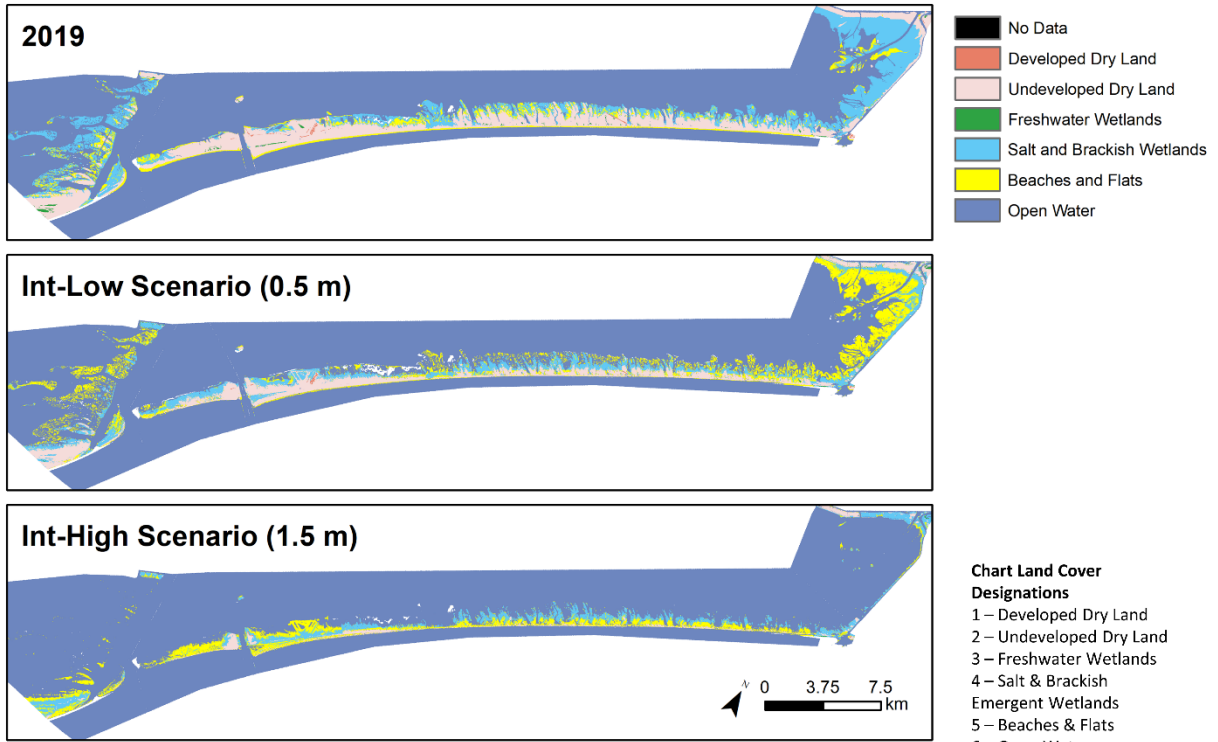 2019
No Data
Developed Dry Land
Undeveloped Dry Land
Freshwater Wetlands
Salt and Brackish Wetlands
Beaches and Flats
Open Water
Int-Low Scenario (0.5 m)
Int-High Scenario (1.5 m)
N
0 3.75 7.5
km
Chart Land Cover
Designations
1 – Developed Dry Land
2 – Undeveloped Dry Land
3 – Freshwater Wetlands
4 – Salt & Brackish
Emergent Wetlands
5 – Beaches & Flats